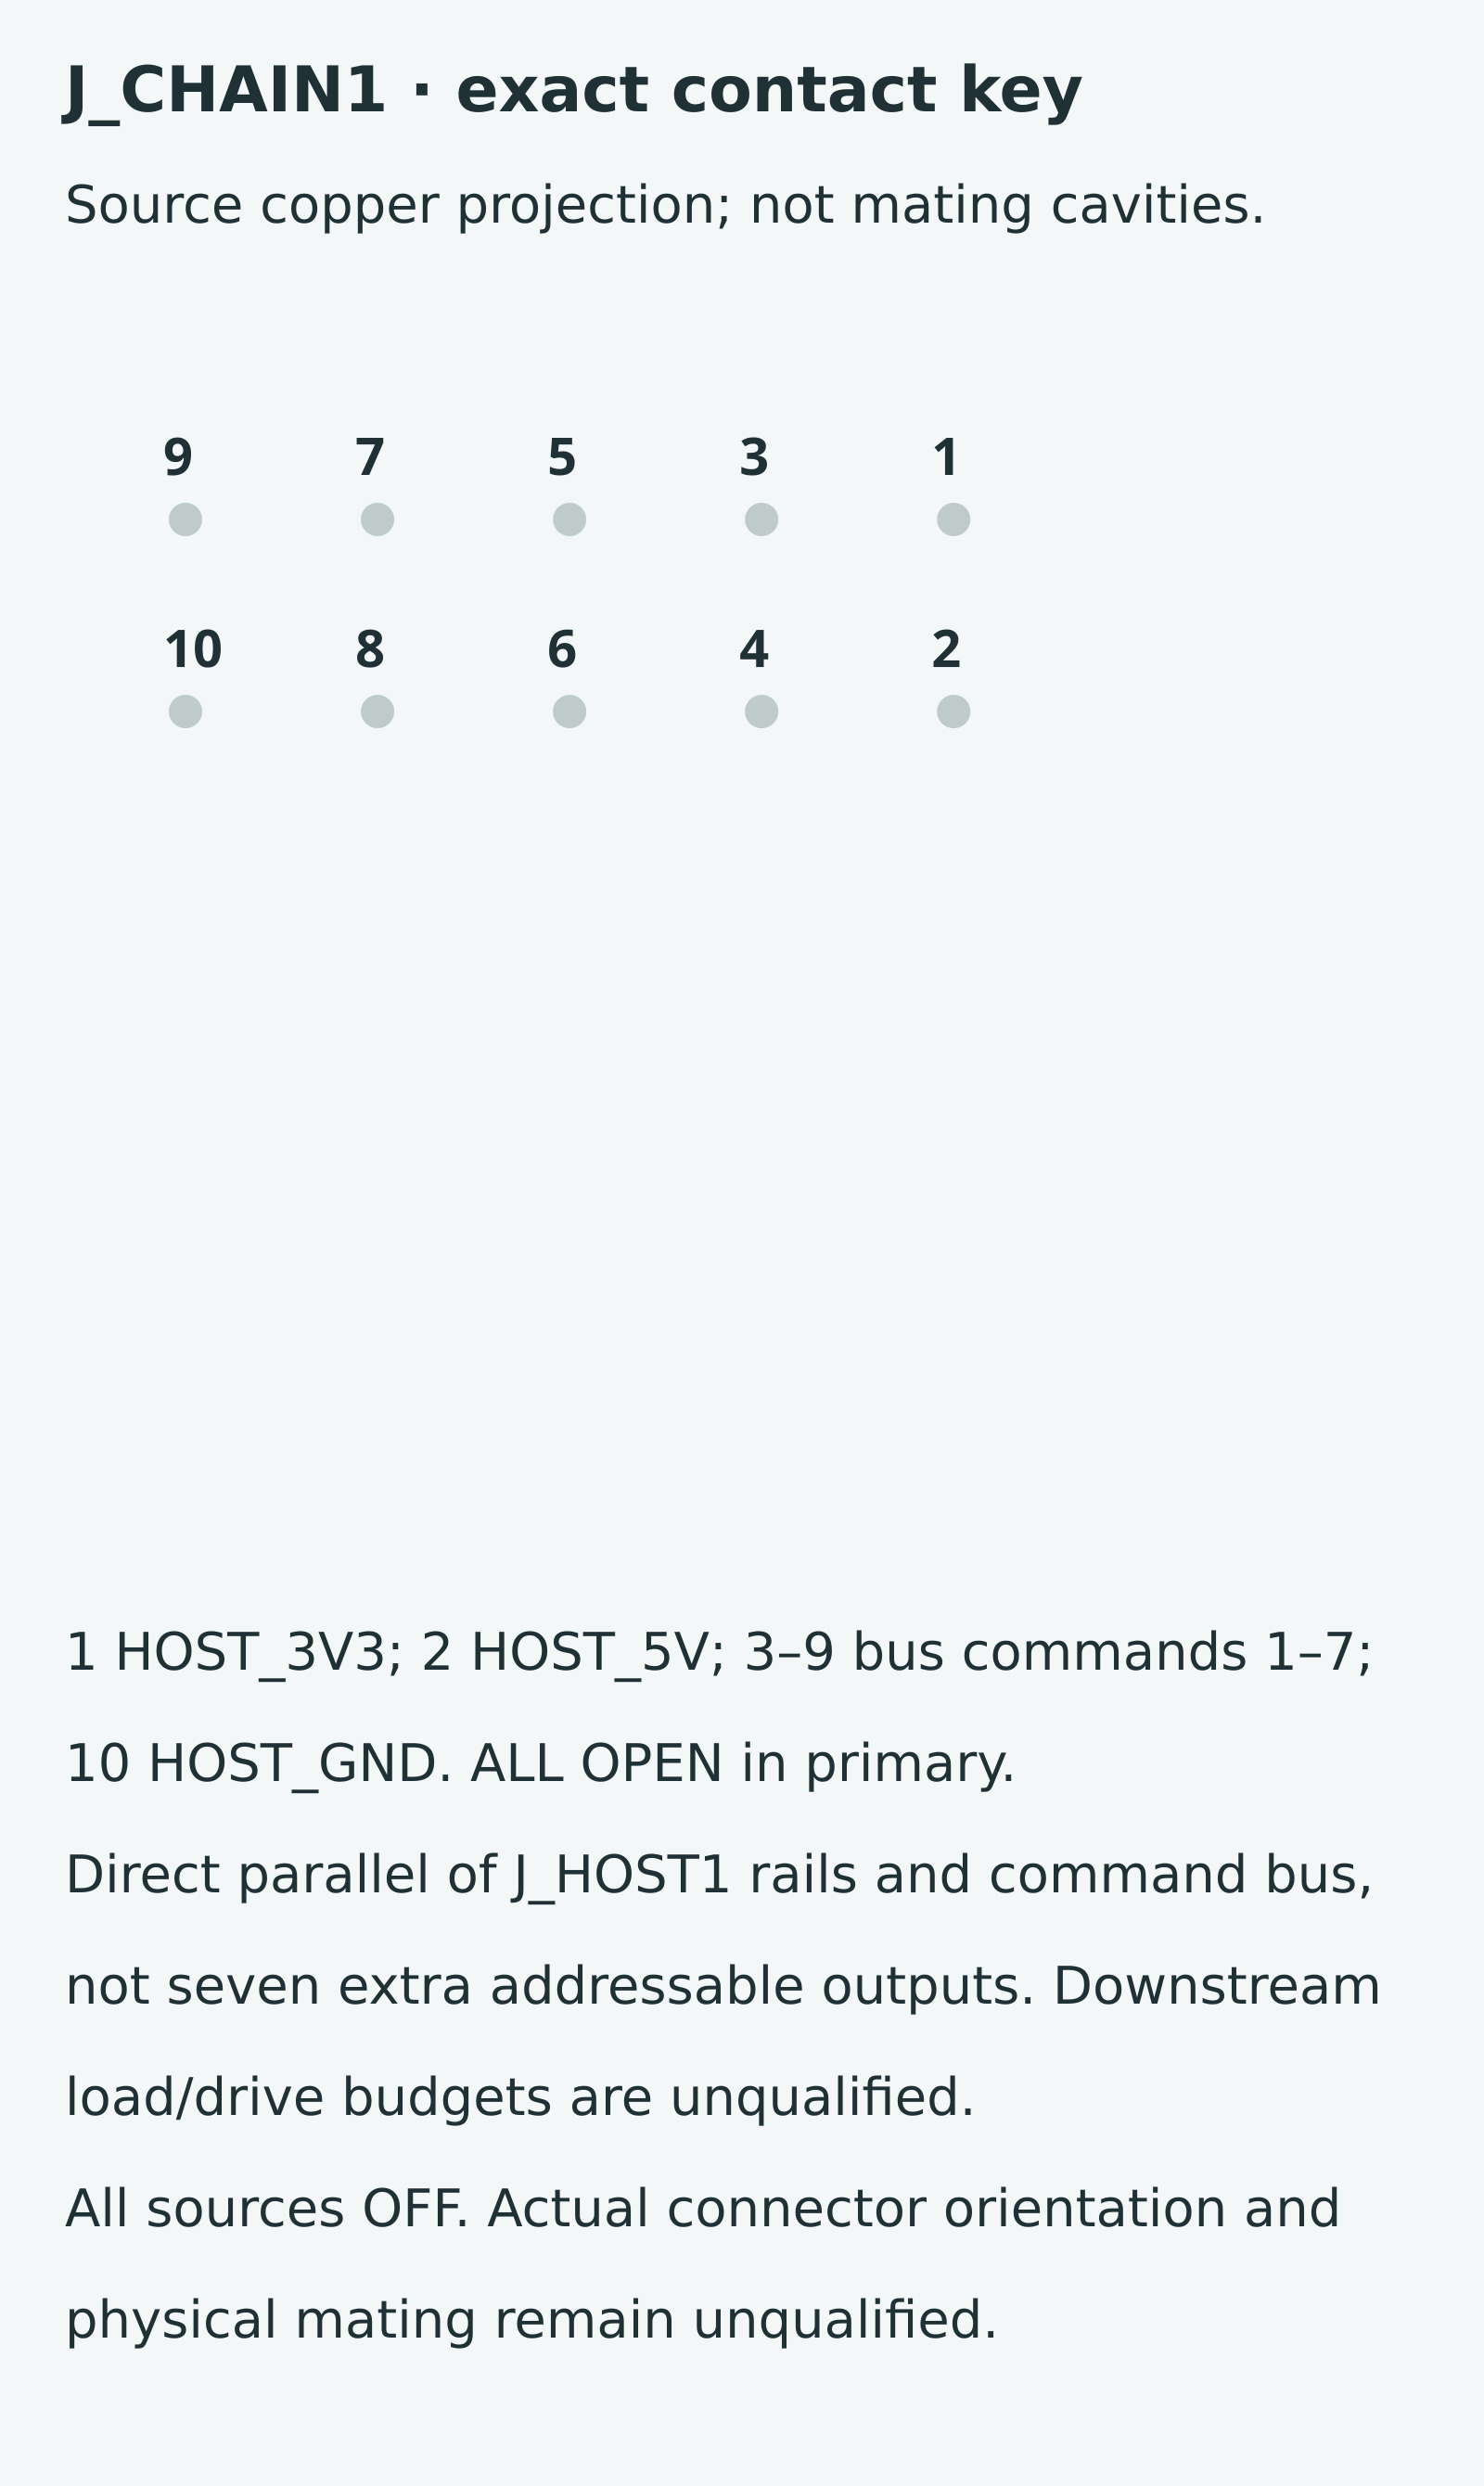 J_CHAIN1 · exact contact key
Source copper projection; not mating cavities.
9 7 5 3 1
10 8 6 4 2
1 HOST_3V3; 2 HOST_5V; 3–9 bus commands 1–7;
10 HOST_GND. ALL OPEN in primary.
Direct parallel of J_HOST1 rails and command bus,
not seven extra addressable outputs. Downstream
load/drive budgets are unqualified.
All sources OFF. Actual connector orientation and
physical mating remain unqualified.